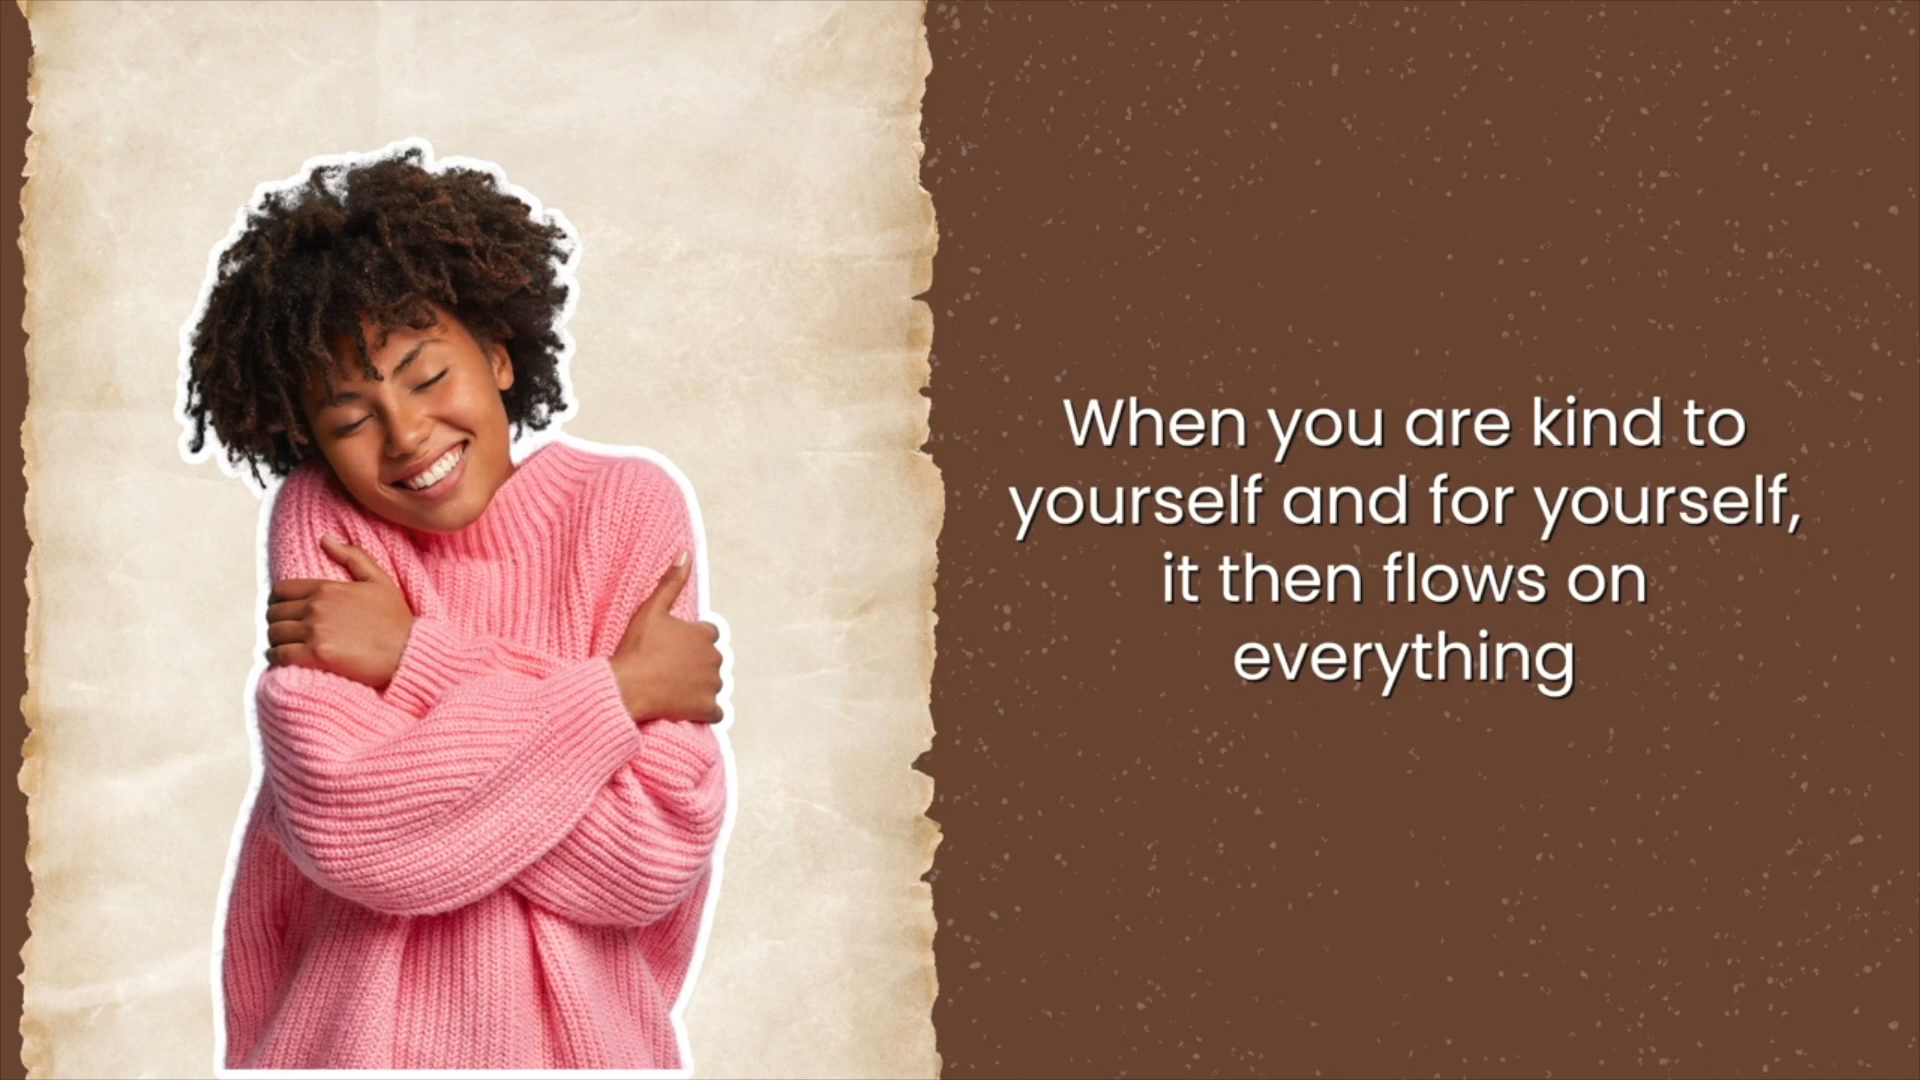 When you are kind to
yourself and for yourself,
it then flows on
everything